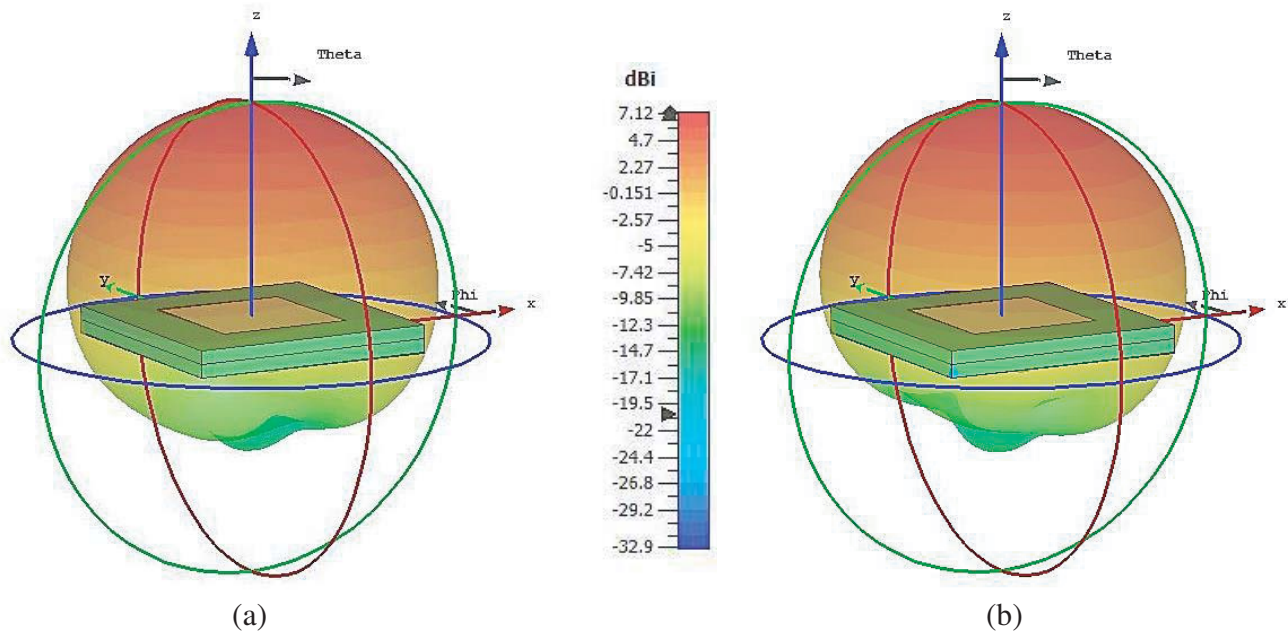 z
Theta
y
Phi
x
dBi
7.12
4.7
2.27
-0.151
-2.57
-5
-7.42
-9.85
-12.3
-14.7
-17.1
-19.5
-22
-24.4
-26.8
-29.2
-32.9
z
Theta
y
Phi
x
(a)
(b)